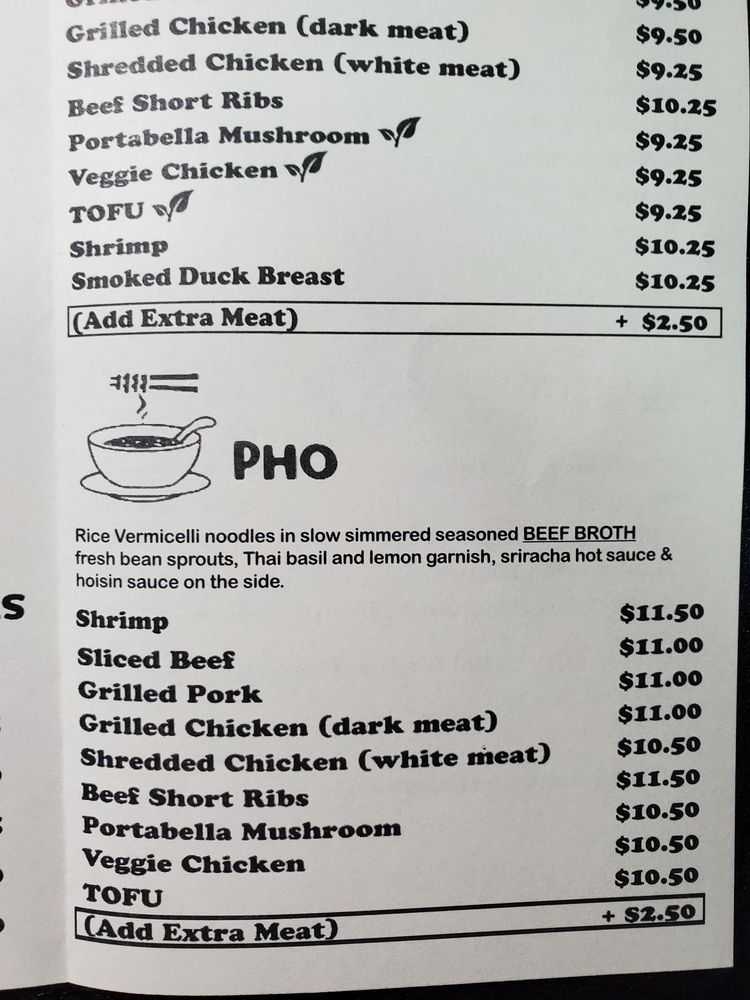 $9.50
Grilled Chicken (dark meat) $9.50
Shredded Chicken (white meat) $9.25
Beef Short Ribs $10.25
Portabella Mushroom $9.25
Veggie Chicken $9.25
TOFU $9.25
Shrimp $10.25
Smoked Duck Breast $10.25
(Add Extra Meat) + $2.50
PHO
Rice Vermicelli noodles in slow simmered seasoned BEEF BROTH
fresh bean sprouts, Thai basil and lemon garnish, sriracha hot sauce &
hoisin sauce on the side.
Shrimp $11.50
Sliced Beef $11.00
Grilled Pork $11.00
Grilled Chicken (dark meat) $11.00
Shredded Chicken (white meat) $10.50
Beef Short Ribs $11.50
Portabella Mushroom $10.50
Veggie Chicken $10.50
TOFU $10.50
(Add Extra Meat) + $2.50